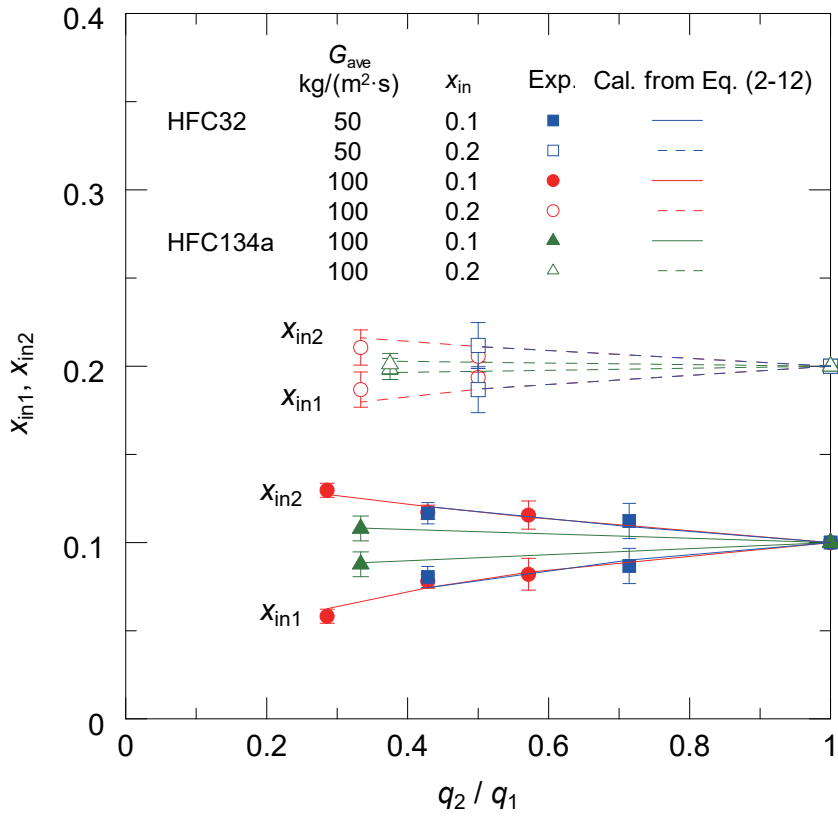 0.4
G_ave
kg/(m²·s) x_in Exp. Cal. from Eq. (2-12)
HFC32 50 0.1
50 0.2
100 0.1
0.3
100 0.2
HFC134a 100 0.1
100 0.2
x_in2
0.2
x_in1
x_in2
0.1
x_in1
0
x_in1, x_in2
0 0.2 0.4 0.6 0.8 1
q_2 / q_1